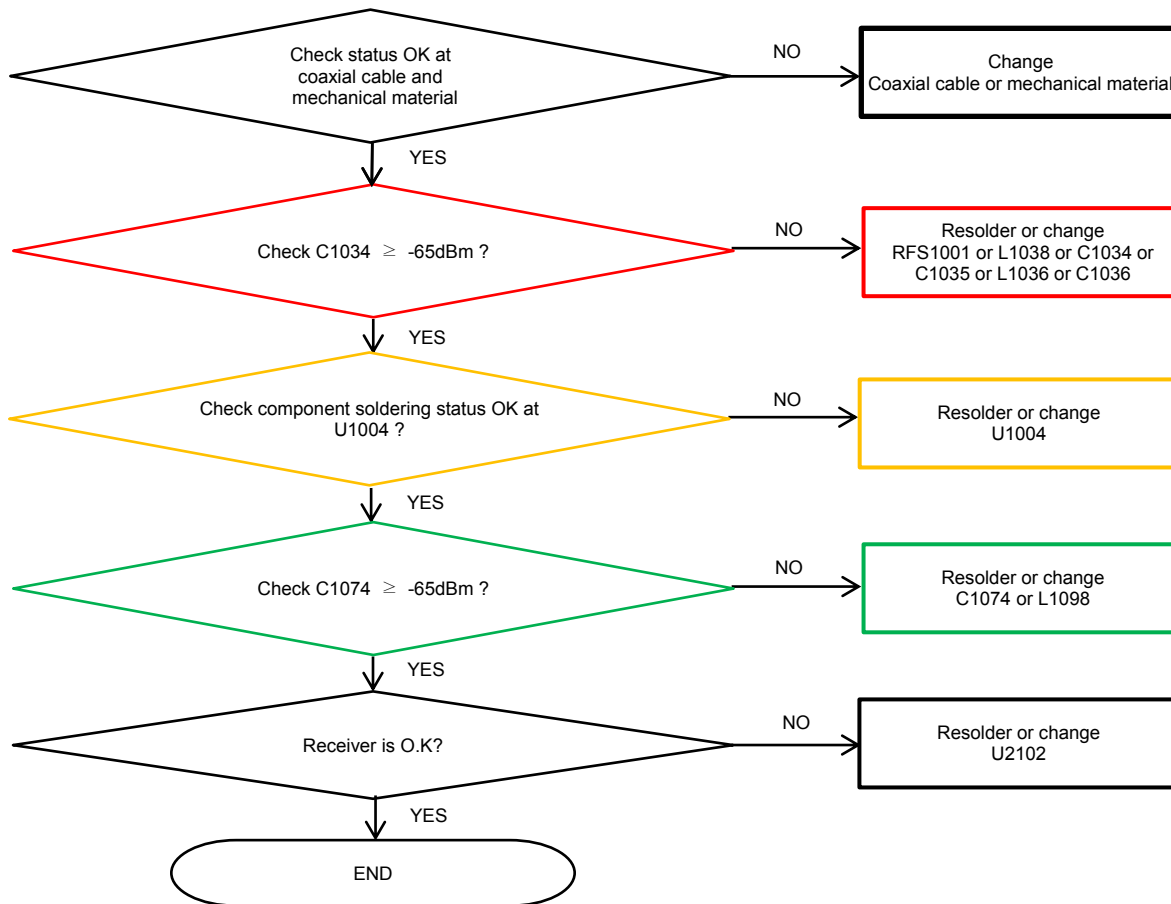 Check status OK at
coaxial cable and
mechanical material
NO
Change
Coaxial cable or mechanical material
YES
Check C1034 ≥ -65dBm ?
NO
Resolder or change
RFS1001 or L1038 or C1034 or
C1035 or L1036 or C1036
YES
Check component soldering status OK at
U1004 ?
NO
Resolder or change
U1004
YES
Check C1074 ≥ -65dBm ?
NO
Resolder or change
C1074 or L1098
YES
Receiver is O.K?
NO
Resolder or change
U2102
YES
END